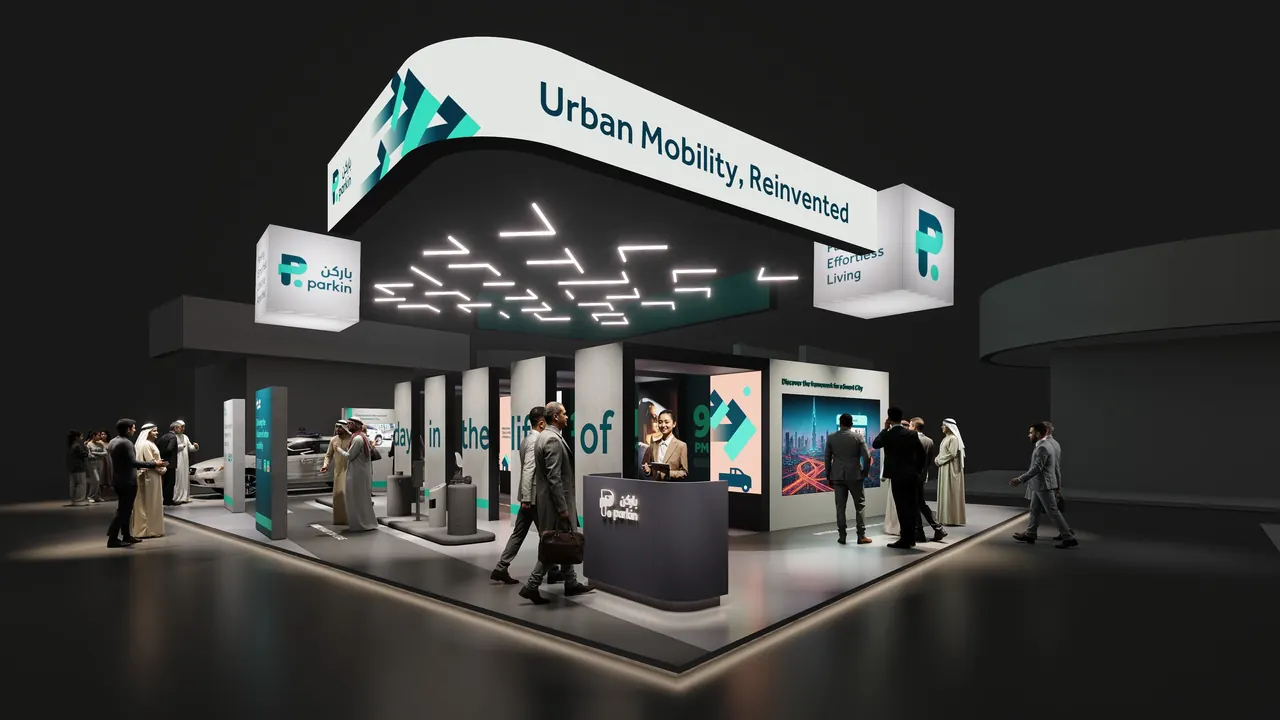 Urban Mobility, Reinvented
باركن
parkin
باركن
parkin
Effortless
Living
Discover the framework for a Smart City
day in the life of
9
PM
باركن
parkin